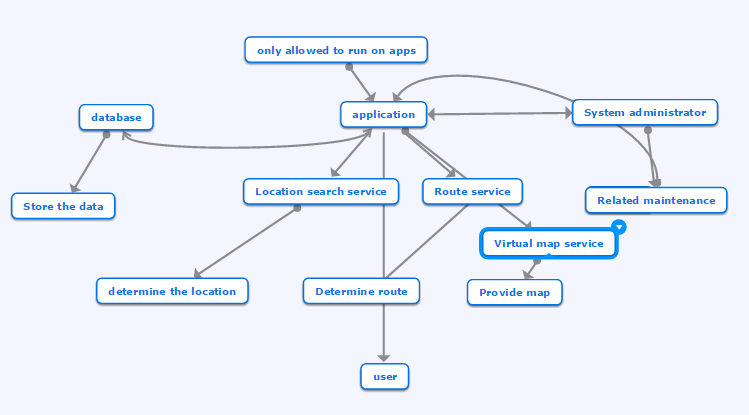 only allowed to run on apps
database
application
System administrator
Store the data
Location search service
Route service
Related maintenance
Virtual map service
determine the location
Determine route
Provide map
user